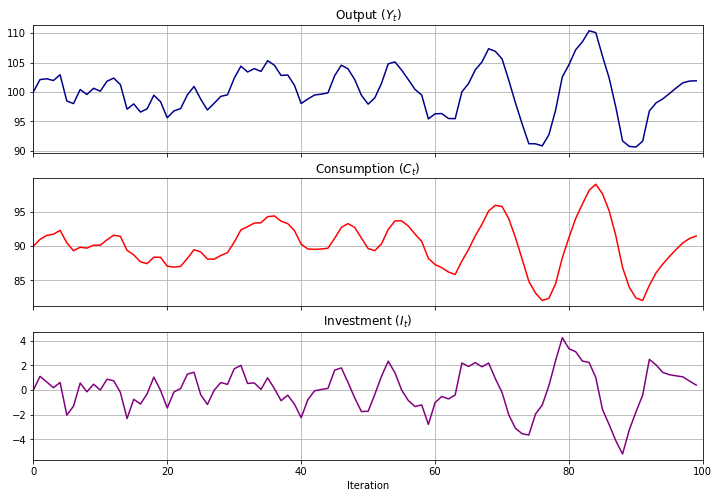 Output (Y_t)
110
105
100
95
90
Consumption (C_t)
95
90
85
Investment (I_t)
4
2
0
−2
−4
0 20 40 60 80 100
Iteration